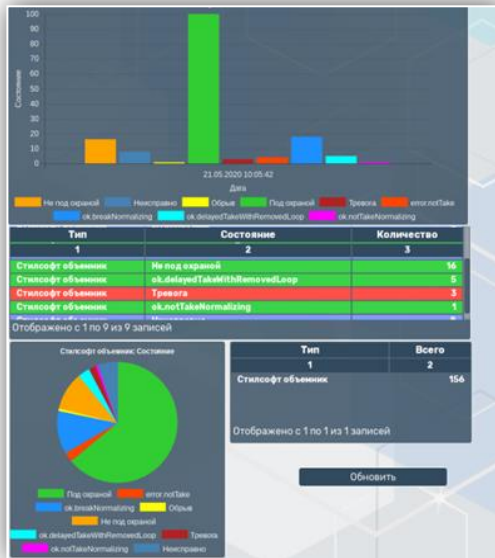 100
90
80
70
60
50
40
30
20
10
0
Состояние
21.05.2020 10:05:42
Дата
Не под охраной Неисправно Обрыв Под охраной Тревога error.notTake
ok.breakNormalizing ok.delayedTakeWithRemovedLoop ok.notTakeNormalizing
Тип Состояние Количество
1 2 3
Стилсофт объемник Не под охраной 16
Стилсофт объемник ok.delayedTakeWithRemovedLoop 5
Стилсофт объемник Тревога 3
Стилсофт объемник ok.notTakeNormalizing 1
Отображено с 1 по 9 из 9 записей
Стилсофт объемник: Состояние
Под охраной error.notTake
ok.breakNormalizing Обрыв
Не под охраной
ok.delayedTakeWithRemovedLoop Тревога
ok.notTakeNormalizing Неисправно
Тип Всего
1 2
Стилсофт объемник 156
Отображено с 1 по 1 из 1 записей
Обновить